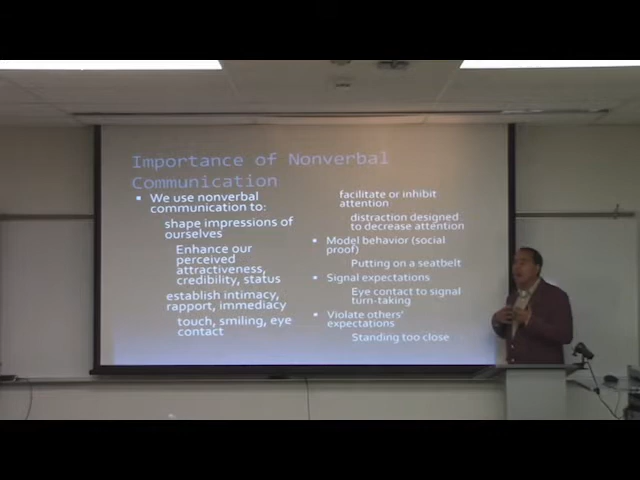 Importance of Nonverbal
Communication
▪ We use nonverbal
communication to:
shape impressions of
ourselves
Enhance our
perceived
attractiveness,
credibility, status
establish intimacy,
rapport, immediacy
touch, smiling, eye
contact
facilitate or inhibit
attention
distraction designed
to decrease attention
▪ Model behavior (social
proof)
Putting on a seatbelt
▪ Signal expectations
Eye contact to signal
turn-taking
▪ Violate others'
expectations
Standing too close